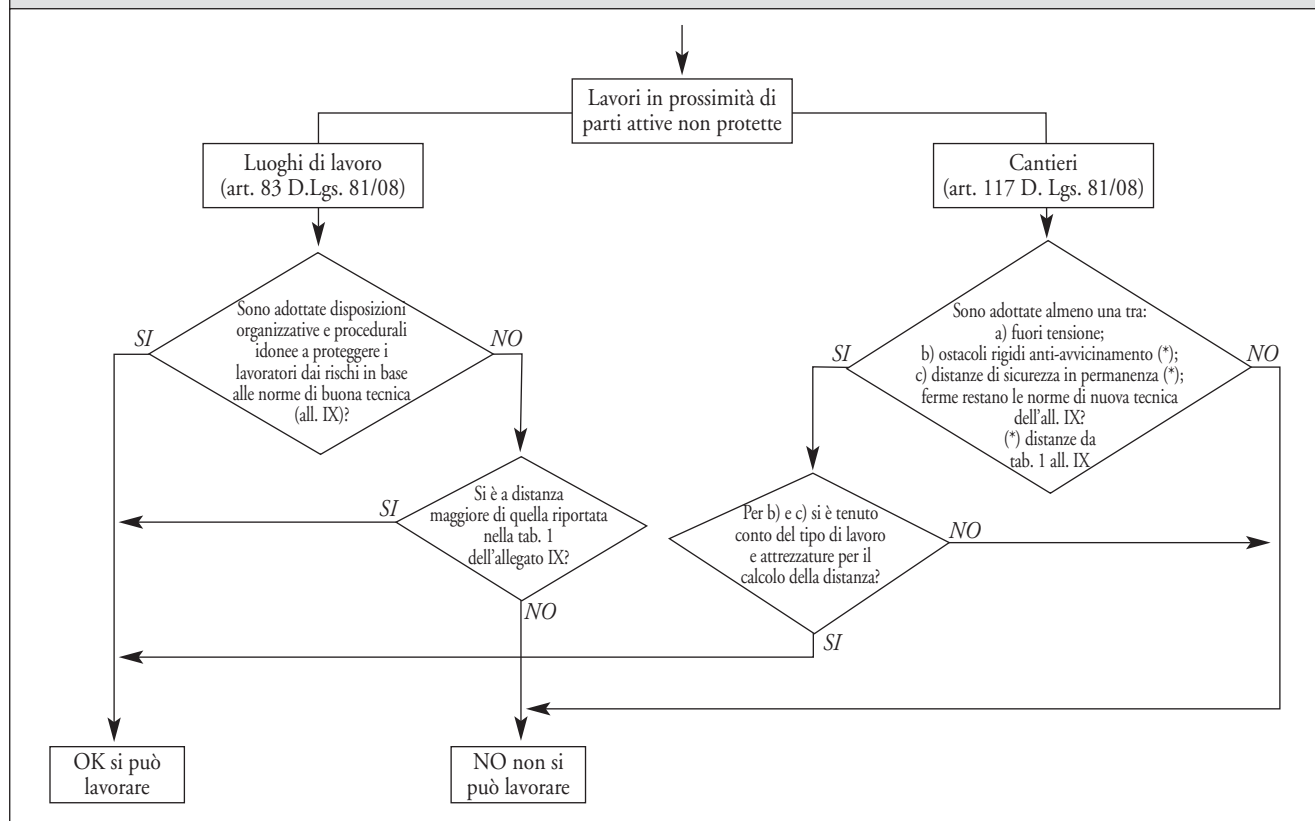 Lavori in prossimità di
parti attive non protette
Luoghi di lavoro
(art. 83 D.Lgs. 81/08)
Cantieri
(art. 117 D. Lgs. 81/08)
Sono adottate disposizioni
organizzative e procedurali
idonee a proteggere i
lavoratori dai rischi in base
alle norme di buona tecnica
(all. IX)?
SI
NO
Sono adottate almeno una tra:
a) fuori tensione;
b) ostacoli rigidi anti-avvicinamento (*);
c) distanze di sicurezza in permanenza (*);
ferme restano le norme di nuova tecnica
dell'all. IX?
(*) distanze da
tab. 1 all. IX
SI
NO
Si è a distanza
maggiore di quella riportata
nella tab. 1
dell'allegato IX?
SI
NO
Per b) e c) si è tenuto
conto del tipo di lavoro
e attrezzature per il
calcolo della distanza?
NO
SI
OK si può
lavorare
NO non si
può lavorare